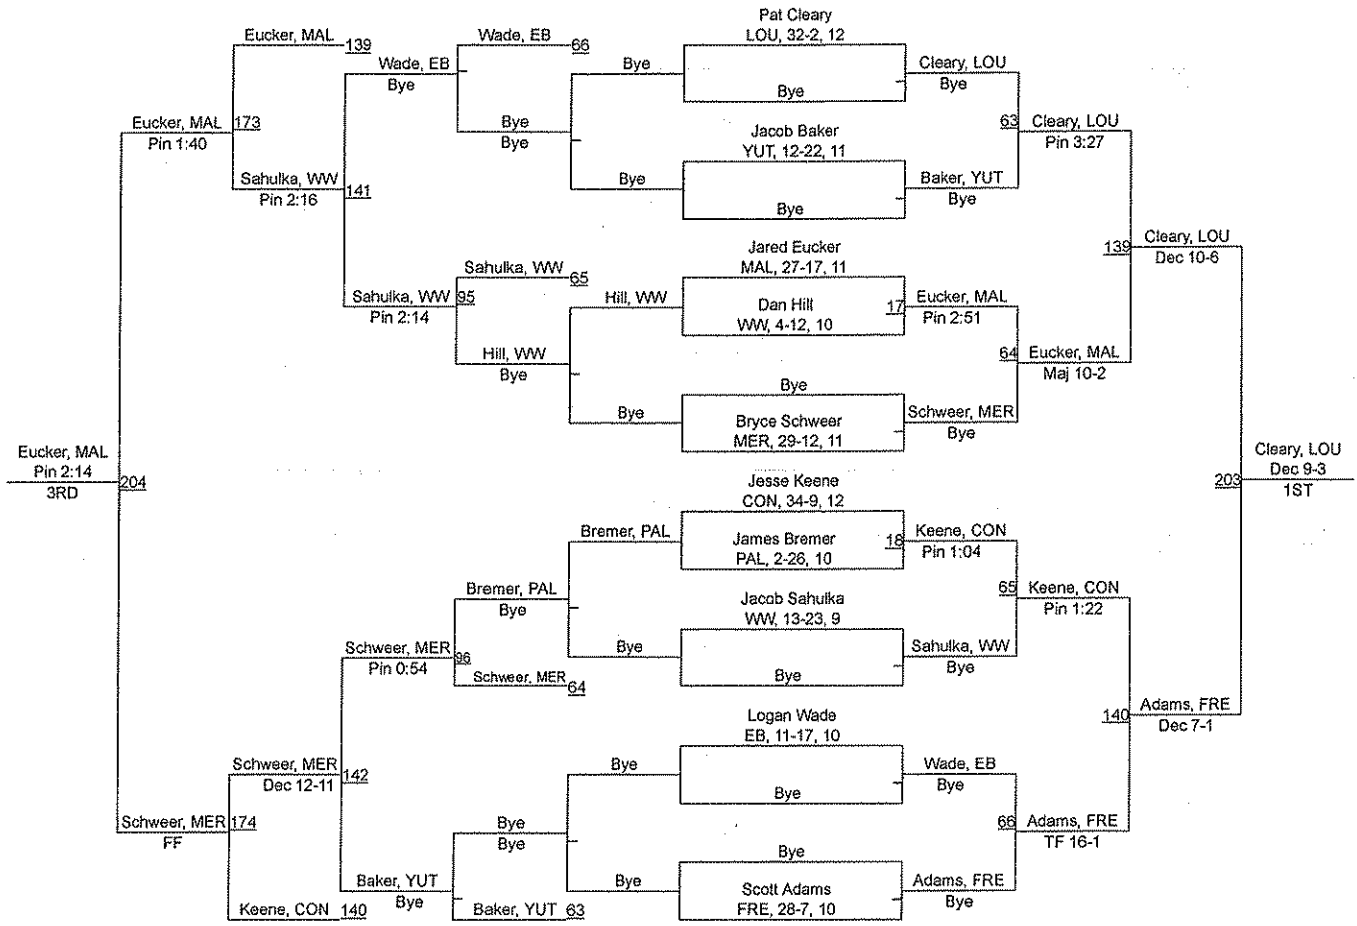 Pat Cleary
LOU, 32-2, 12
Eucker, MAL 139
Wade, EB 66
Wade, EB
Bye
Bye
Cleary, LOU
Bye
Bye
Eucker, MAL
Pin 1:40
173
Bye
Bye
Jacob Baker
YUT, 12-22, 11
63 Cleary, LOU
Pin 3:27
Sahulka, WW
Pin 2:16
141
Bye
Bye
Baker, YUT
Bye
Jared Eucker
MAL, 27-17, 11
139 Cleary, LOU
Dec 10-6
Sahulka, WW 65
Sahulka, WW
Pin 2:14
95
Hill, WW
Dan Hill
WW, 4-12, 10
17 Eucker, MAL
Pin 2:51
Hill, WW
Bye
64 Eucker, MAL
Maj 10-2
Bye
Bye
Bryce Schweer
MER, 29-12, 11
Schweer, MER
Bye
Eucker, MAL
Pin 2:14
3RD
204
Cleary, LOU
Dec 9-3
1ST
203
Jesse Keene
CON, 34-9, 12
Bremer, PAL
James Bremer
PAL, 2-26, 10
18 Keene, CON
Pin 1:04
Bremer, PAL
Bye
Jacob Sahulka
WW, 13-23, 9
65 Keene, CON
Pin 1:22
Schweer, MER
Pin 0:54
96
Bye
Bye
Sahulka, WW
Bye
Schweer, MER 64
Logan Wade
EB, 11-17, 10
140 Adams, FRE
Dec 7-1
Schweer, MER
Dec 12-11
142
Bye
Bye
Wade, EB
Bye
Schweer, MER
FF
174
Bye
Bye
66 Adams, FRE
TF 16-1
Bye
Baker, YUT
Bye
Bye
Scott Adams
FRE, 28-7, 10
Adams, FRE
Bye
Keene, CON 140
Baker, YUT 63